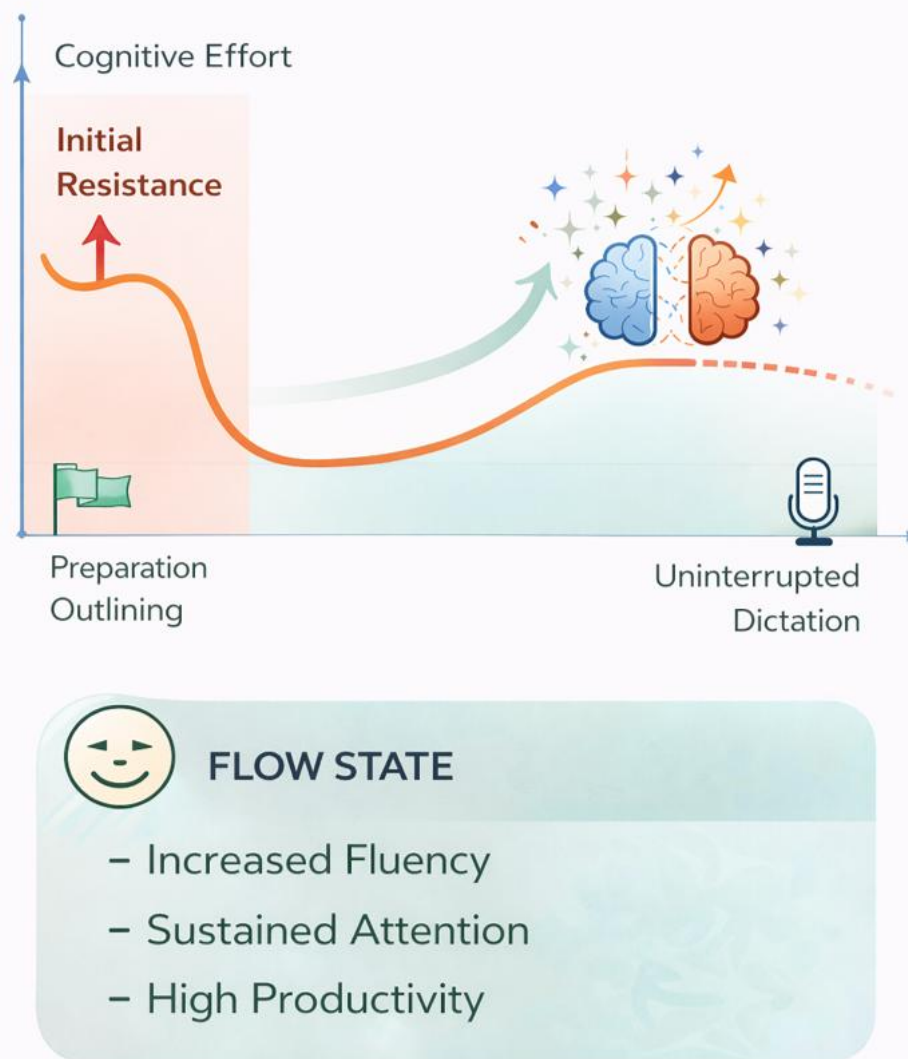 Cognitive Effort
Initial
Resistance
Preparation
Outlining
Uninterrupted
Dictation
FLOW STATE
– Increased Fluency
– Sustained Attention
– High Productivity